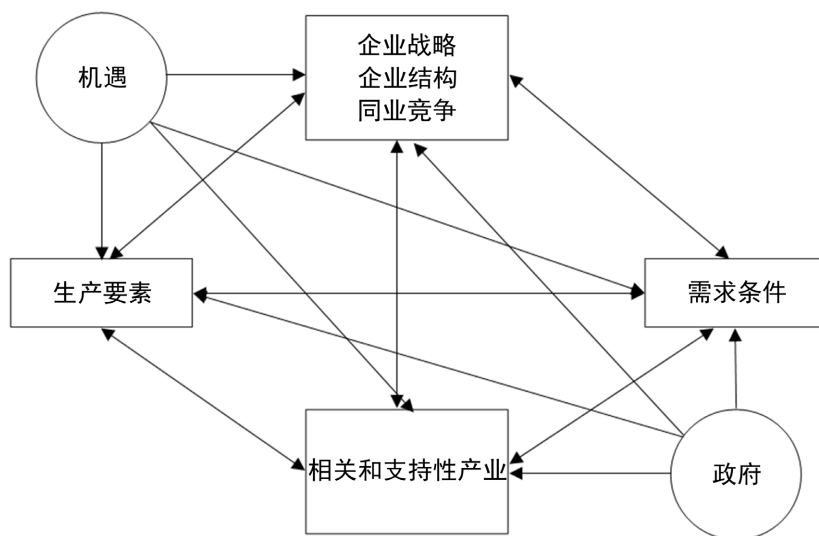 机遇
企业战略
企业结构
同业竞争
生产要素
需求条件
相关和支持性产业
政府